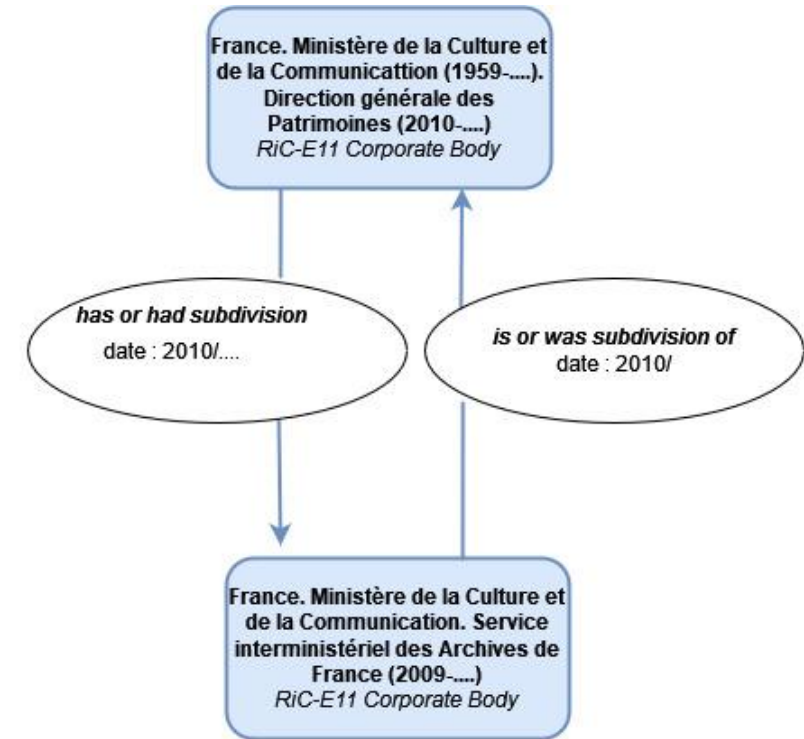 France. Ministère de la Culture et
de la Communicattion (1959-....).
Direction générale des
Patrimoines (2010-....)
RiC-E11 Corporate Body
has or had subdivision
date : 2010/....
is or was subdivision of
date : 2010/
France. Ministère de la Culture et
de la Communication. Service
interministériel des Archives de
France (2009-....)
RiC-E11 Corporate Body